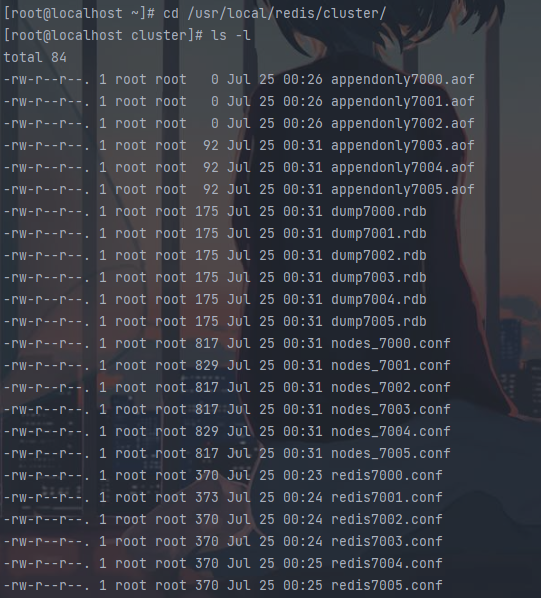 [root@localhost ~]# cd /usr/local/redis/cluster/
[root@localhost cluster]# ls -l
total 84
-rw-r--r--. 1 root root   0 Jul 25 00:26 appendonly7000.aof
-rw-r--r--. 1 root root   0 Jul 25 00:26 appendonly7001.aof
-rw-r--r--. 1 root root   0 Jul 25 00:26 appendonly7002.aof
-rw-r--r--. 1 root root  92 Jul 25 00:31 appendonly7003.aof
-rw-r--r--. 1 root root  92 Jul 25 00:31 appendonly7004.aof
-rw-r--r--. 1 root root  92 Jul 25 00:31 appendonly7005.aof
-rw-r--r--. 1 root root 175 Jul 25 00:31 dump7000.rdb
-rw-r--r--. 1 root root 175 Jul 25 00:31 dump7001.rdb
-rw-r--r--. 1 root root 175 Jul 25 00:31 dump7002.rdb
-rw-r--r--. 1 root root 175 Jul 25 00:31 dump7003.rdb
-rw-r--r--. 1 root root 175 Jul 25 00:31 dump7004.rdb
-rw-r--r--. 1 root root 175 Jul 25 00:31 dump7005.rdb
-rw-r--r--. 1 root root 817 Jul 25 00:31 nodes_7000.conf
-rw-r--r--. 1 root root 829 Jul 25 00:31 nodes_7001.conf
-rw-r--r--. 1 root root 817 Jul 25 00:31 nodes_7002.conf
-rw-r--r--. 1 root root 817 Jul 25 00:31 nodes_7003.conf
-rw-r--r--. 1 root root 829 Jul 25 00:31 nodes_7004.conf
-rw-r--r--. 1 root root 817 Jul 25 00:31 nodes_7005.conf
-rw-r--r--. 1 root root 370 Jul 25 00:23 redis7000.conf
-rw-r--r--. 1 root root 373 Jul 25 00:24 redis7001.conf
-rw-r--r--. 1 root root 370 Jul 25 00:24 redis7002.conf
-rw-r--r--. 1 root root 370 Jul 25 00:24 redis7003.conf
-rw-r--r--. 1 root root 370 Jul 25 00:25 redis7004.conf
-rw-r--r--. 1 root root 370 Jul 25 00:25 redis7005.conf